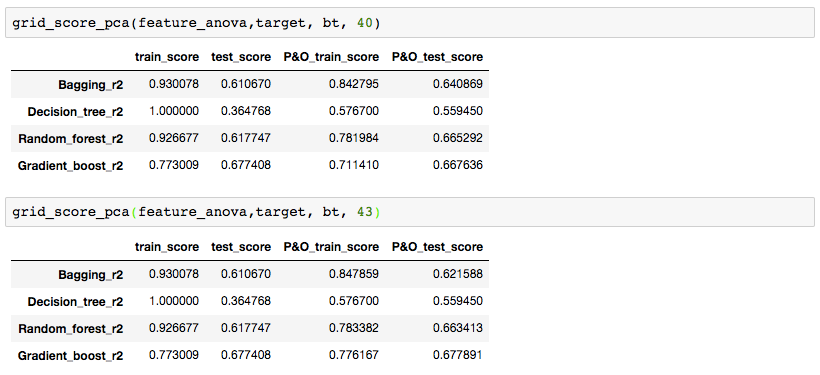 grid_score_pca(feature_anova,target, bt, 40)
train_score test_score P&O_train_score P&O_test_score
Bagging_r2 0.930078 0.610670 0.842795 0.640869
Decision_tree_r2 1.000000 0.364768 0.576700 0.559450
Random_forest_r2 0.926677 0.617747 0.781984 0.665292
Gradient_boost_r2 0.773009 0.677408 0.711410 0.667636
grid_score_pca(feature_anova,target, bt, 43)
train_score test_score P&O_train_score P&O_test_score
Bagging_r2 0.930078 0.610670 0.847859 0.621588
Decision_tree_r2 1.000000 0.364768 0.576700 0.559450
Random_forest_r2 0.926677 0.617747 0.783382 0.663413
Gradient_boost_r2 0.773009 0.677408 0.776167 0.677891